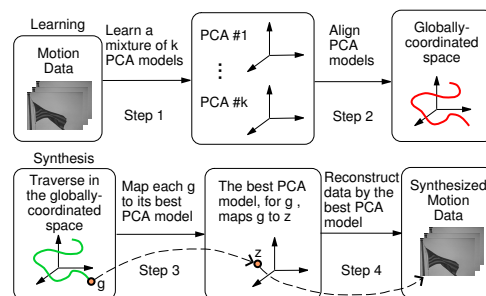 Learning
Motion
Data
Learn a
mixture of k
PCA models
Step 1
PCA #1
PCA #k
Align
PCA
models
Step 2
Globally-
coordinated
space
Synthesis
Traverse in
the globally-
coordinated
space
g
Map each g
to its best
PCA model
Step 3
The best PCA
model, for g ,
maps g to z
z
Reconstruct
data by the
best PCA
model
Step 4
Synthesized
Motion
Data